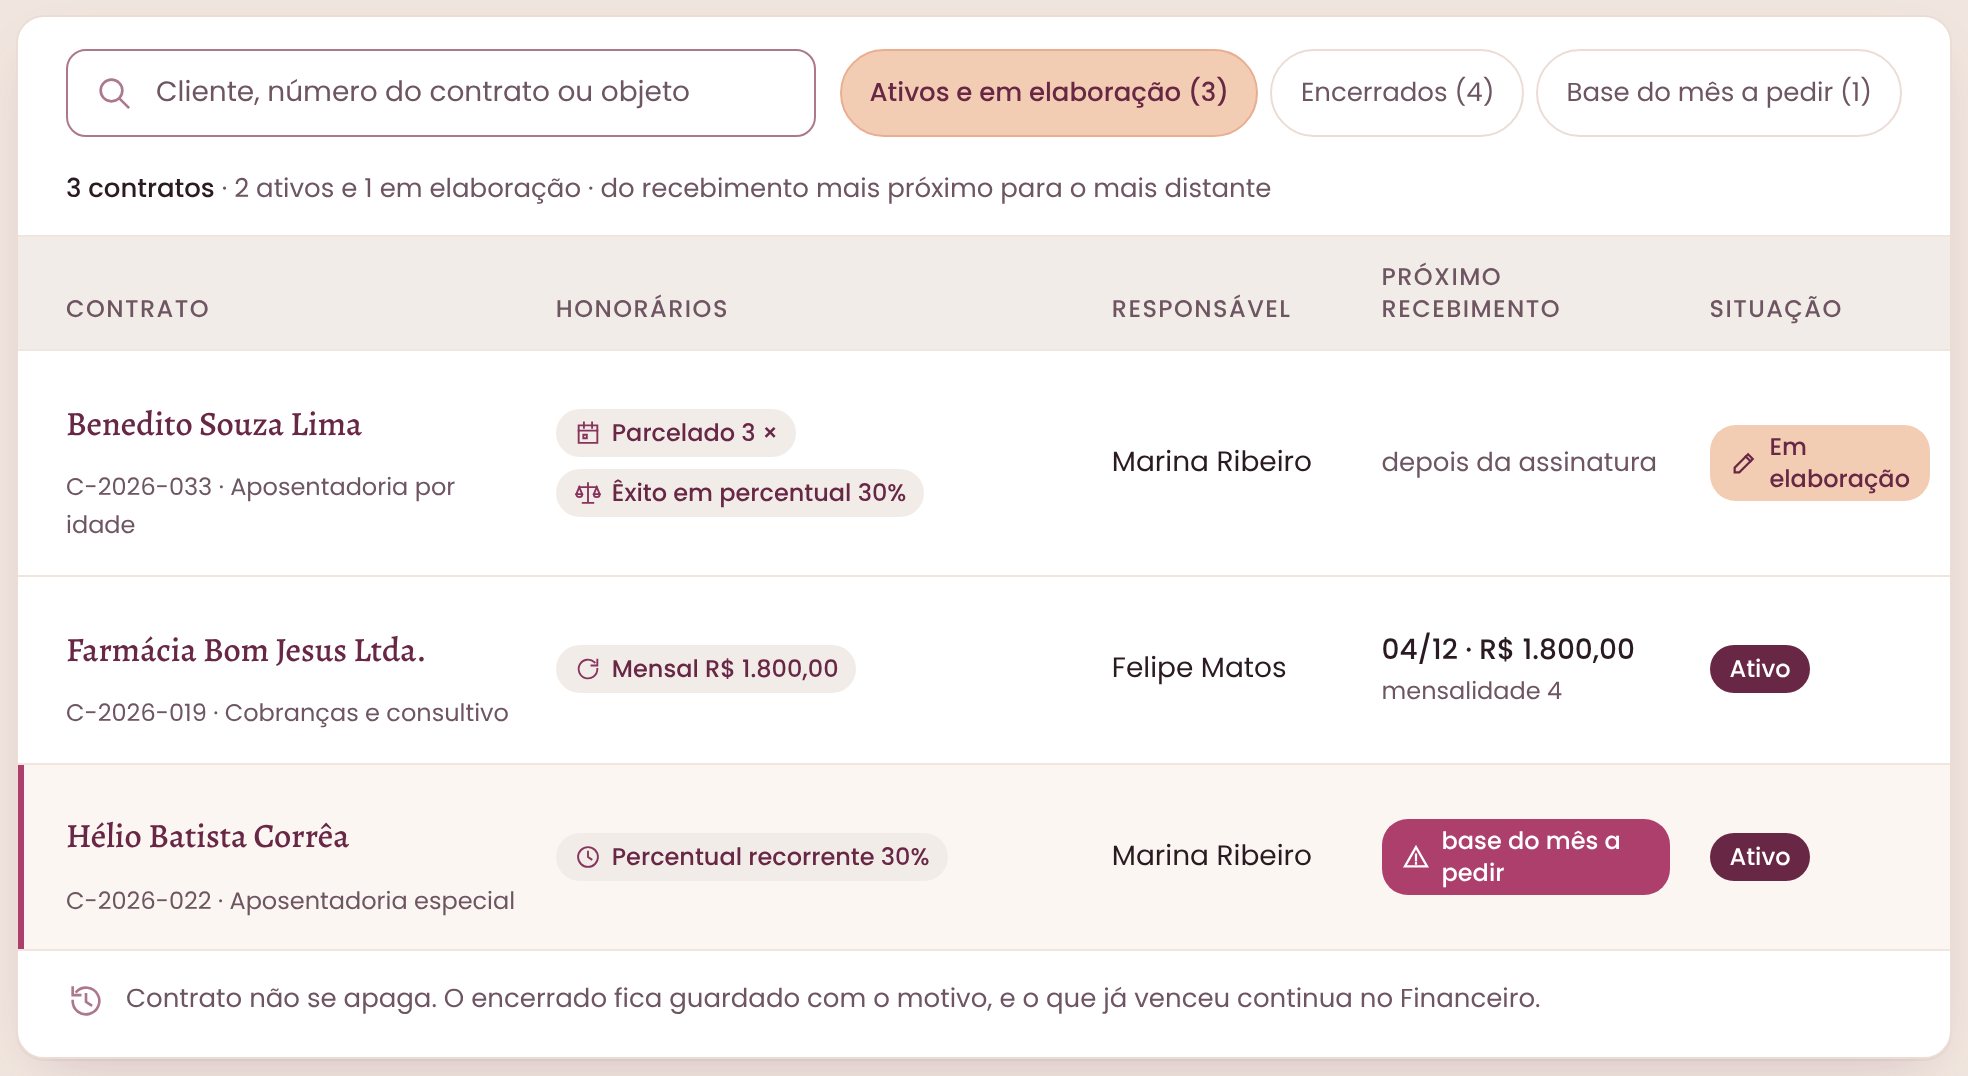 Cliente, número do contrato ou objeto
Ativos e em elaboração (3)
Encerrados (4)
Base do mês a pedir (1)
3 contratos · 2 ativos e 1 em elaboração · do recebimento mais próximo para o mais distante
CONTRATO
HONORÁRIOS
RESPONSÁVEL
PRÓXIMO
RECEBIMENTO
SITUAÇÃO
Benedito Souza Lima
C-2026-033 · Aposentadoria por
idade
Parcelado 3 ×
Êxito em percentual 30%
Marina Ribeiro
depois da assinatura
Em
elaboração
Farmácia Bom Jesus Ltda.
C-2026-019 · Cobranças e consultivo
Mensal R$ 1.800,00
Felipe Matos
04/12 · R$ 1.800,00
mensalidade 4
Ativo
Hélio Batista Corrêa
C-2026-022 · Aposentadoria especial
Percentual recorrente 30%
Marina Ribeiro
base do mês a
pedir
Ativo
Contrato não se apaga. O encerrado fica guardado com o motivo, e o que já venceu continua no Financeiro.